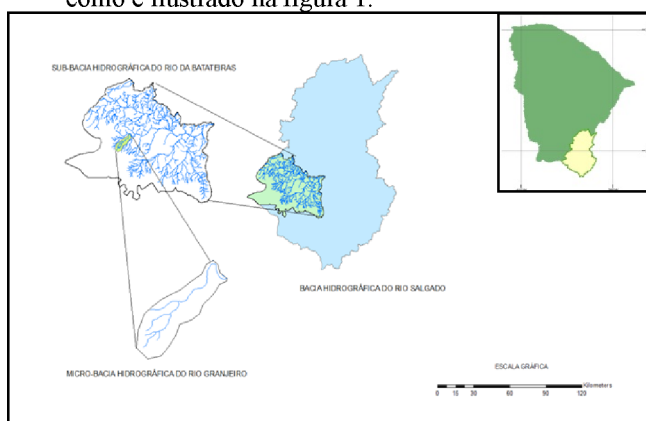 como é ilustrado na figura 1.
SUB-BACIA HIDROGRÁFICA DO RIO DA BATATEIRAS
BACIA HIDROGRÁFICA DO RIO SALGADO
MICRO-BACIA HIDROGRÁFICA DO RIO GRANJEIRO
ESCALA GRÁFICA
Kilometers
0 15 30 60 90 120